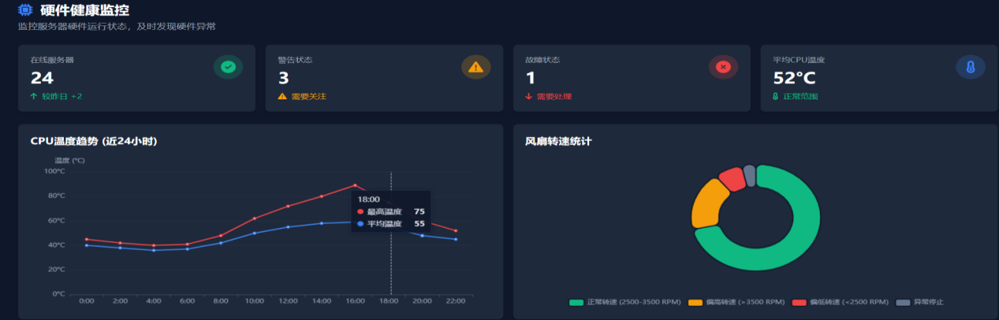 硬件健康监控
监控服务器硬件运行状态，及时发现硬件异常
在线服务器
24
较昨日 +2
警告状态
3
需要关注
故障状态
1
需要处理
平均CPU温度
52°C
正常范围
CPU温度趋势 (近24小时)
温度 (°C)
100°C
80°C
60°C
40°C
20°C
0°C
0:00 2:00 4:00 6:00 8:00 10:00 12:00 14:00 16:00 18:00 20:00 22:00
18:00
最高温度 75
平均温度 55
风扇转速统计
正常转速 (2500-3500 RPM) 偏高转速 (>3500 RPM) 偏低转速 (<2500 RPM) 异常停止